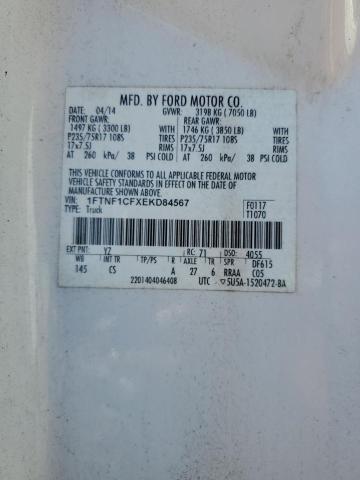 MFD. BY FORD MOTOR CO.
DATE: 04/14 GVWR: 3198 KG ( 7050 LB)
FRONT GAWR: REAR GAWR:
1497 KG ( 3300 LB) 1746 KG ( 3850 LB)
P235/75R17 108S TIRES P235/75R17 108S TIRES
17x7.5J RIMS 17x7.5J RIMS
AT 260 kPa/ 38 PSI COLD AT 260 kPa/ 38 PSI COLD
THIS VEHICLE CONFORMS TO ALL APPLICABLE FEDERAL MOTOR
VEHICLE SAFETY AND THEFT PREVENTION STANDARDS IN EFFECT
ON THE DATE OF MANUFACTURE SHOWN ABOVE.
VIN: 1FTNF1CFXEKD84567 F0117
TYPE: Truck T1070
EXT PNT: YZ RC: 71 DSO: 4055
WB INT TR TP/PS R AXLE TR SPR DF615
145 CS A 27 6 RRAA C05
2201404046408 UTC ▽5U5A-1520472-BA